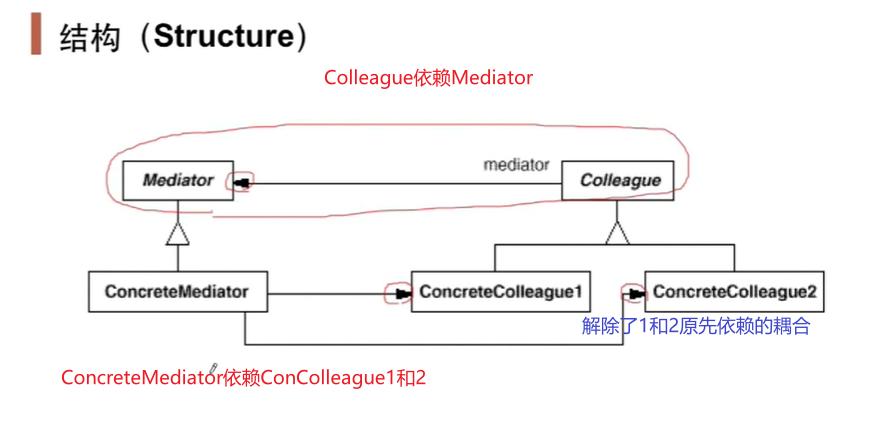 结构（Structure）
Colleague依赖Mediator
mediator
Mediator
Colleague
ConcreteMediator
ConcreteColleague1
ConcreteColleague2
解除了1和2原先依赖的耦合
ConcreteMediator依赖ConColleague1和2